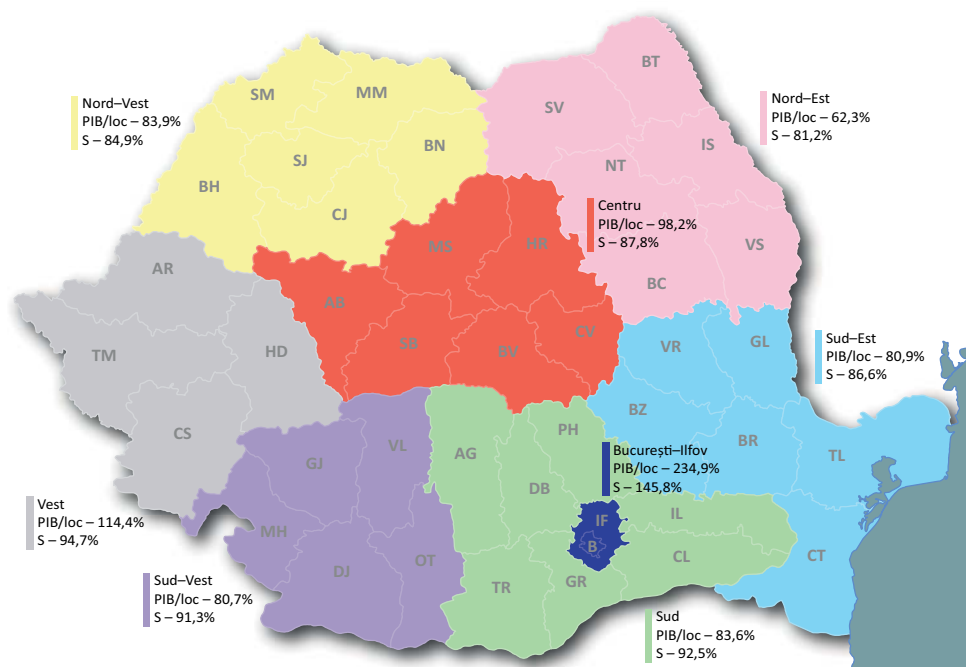 Nord–Vest
PIB/loc – 83,9%
S – 84,9%
SM
MM
BN
SJ
BH
CJ
Nord–Est
PIB/loc – 62,3%
S – 81,2%
BT
SV
IS
NT
VS
BC
Centru
PIB/loc – 98,2%
S – 87,8%
MS
HR
AB
SB
BV
CV
AR
TM
HD
CS
Vest
PIB/loc – 114,4%
S – 94,7%
Sud–Est
PIB/loc – 80,9%
S – 86,6%
VR
GL
BZ
BR
TL
CT
București–Ilfov
PIB/loc – 234,9%
S – 145,8%
IF
B
VL
GJ
MH
DJ
OT
Sud–Vest
PIB/loc – 80,7%
S – 91,3%
AG
PH
DB
IL
CL
GR
TR
Sud
PIB/loc – 83,6%
S – 92,5%